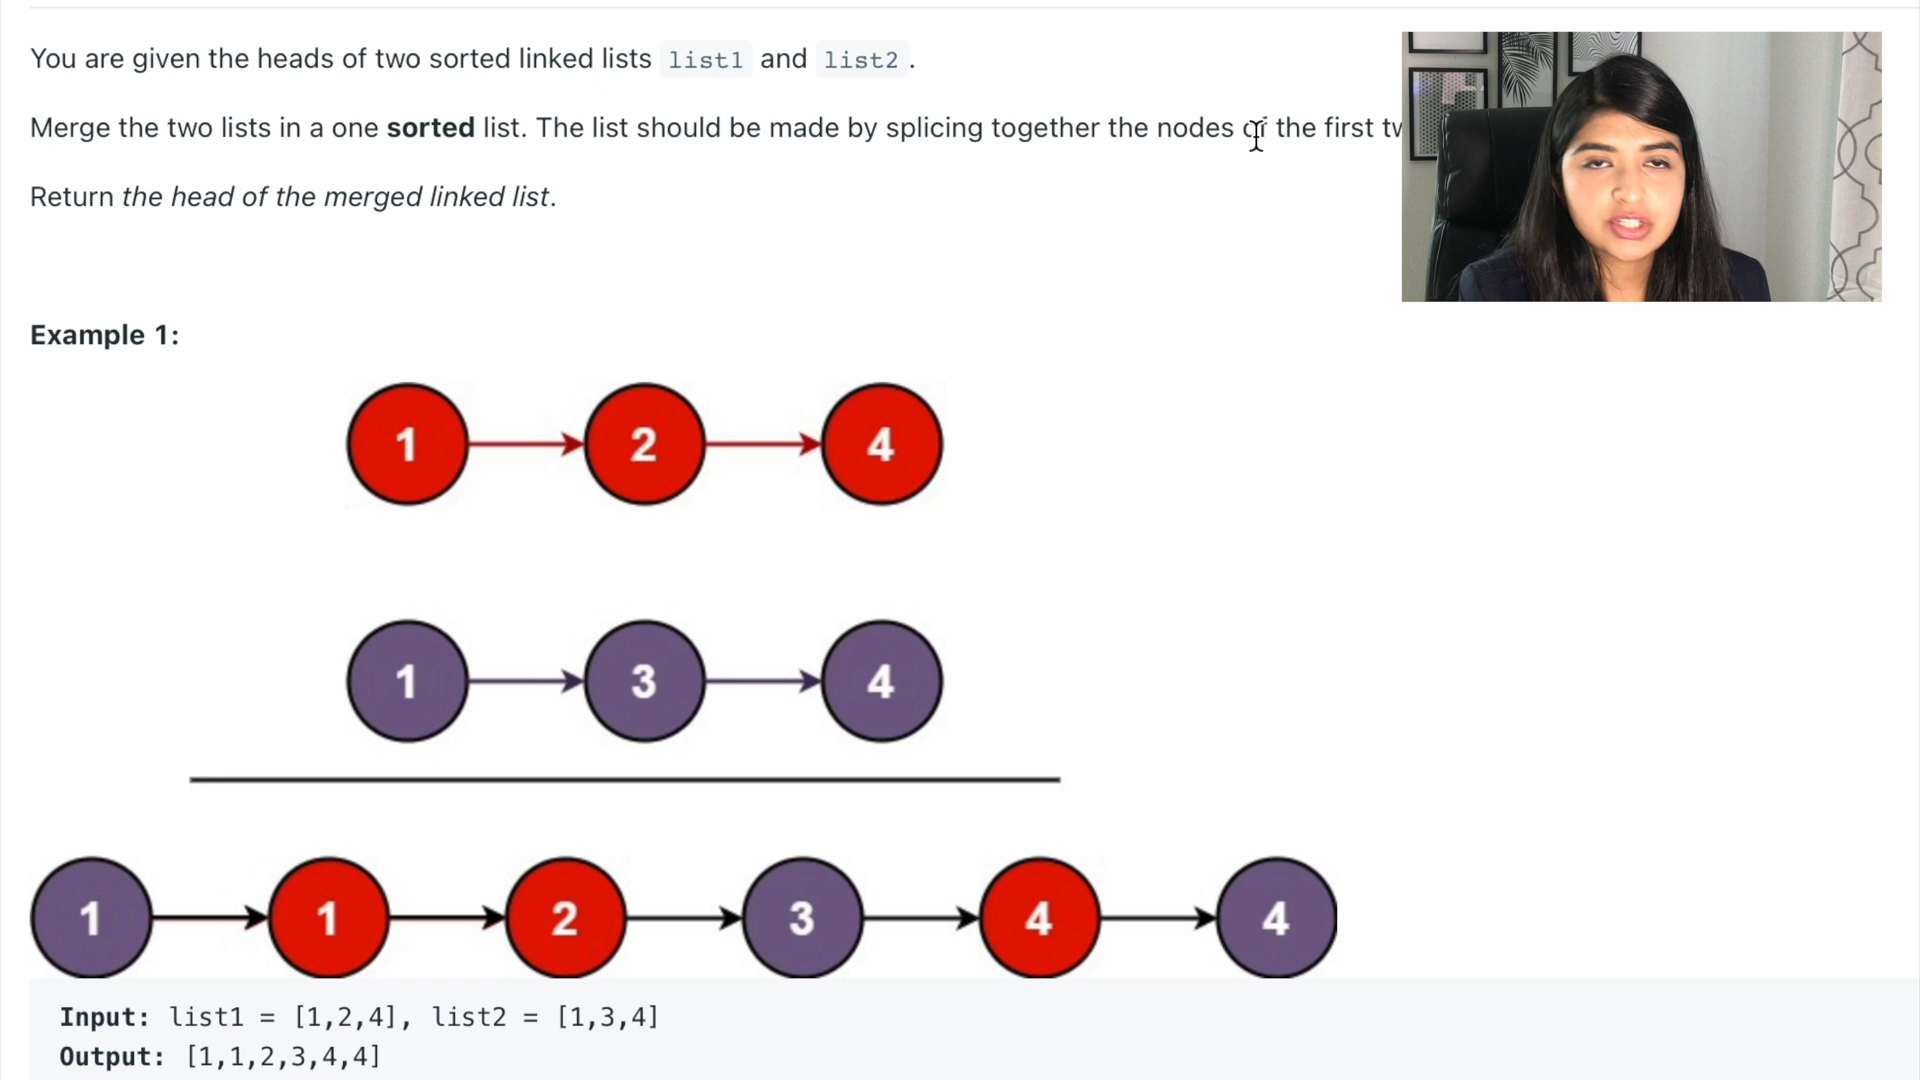 You are given the heads of two sorted linked lists list1 and list2.
Merge the two lists in a one sorted list. The list should be made by splicing together the nodes of the first
Return the head of the merged linked list.
Example 1:
1 2 4
1 3 4
1 1 2 3 4 4
Input: list1 = [1,2,4], list2 = [1,3,4]
Output: [1,1,2,3,4,4]